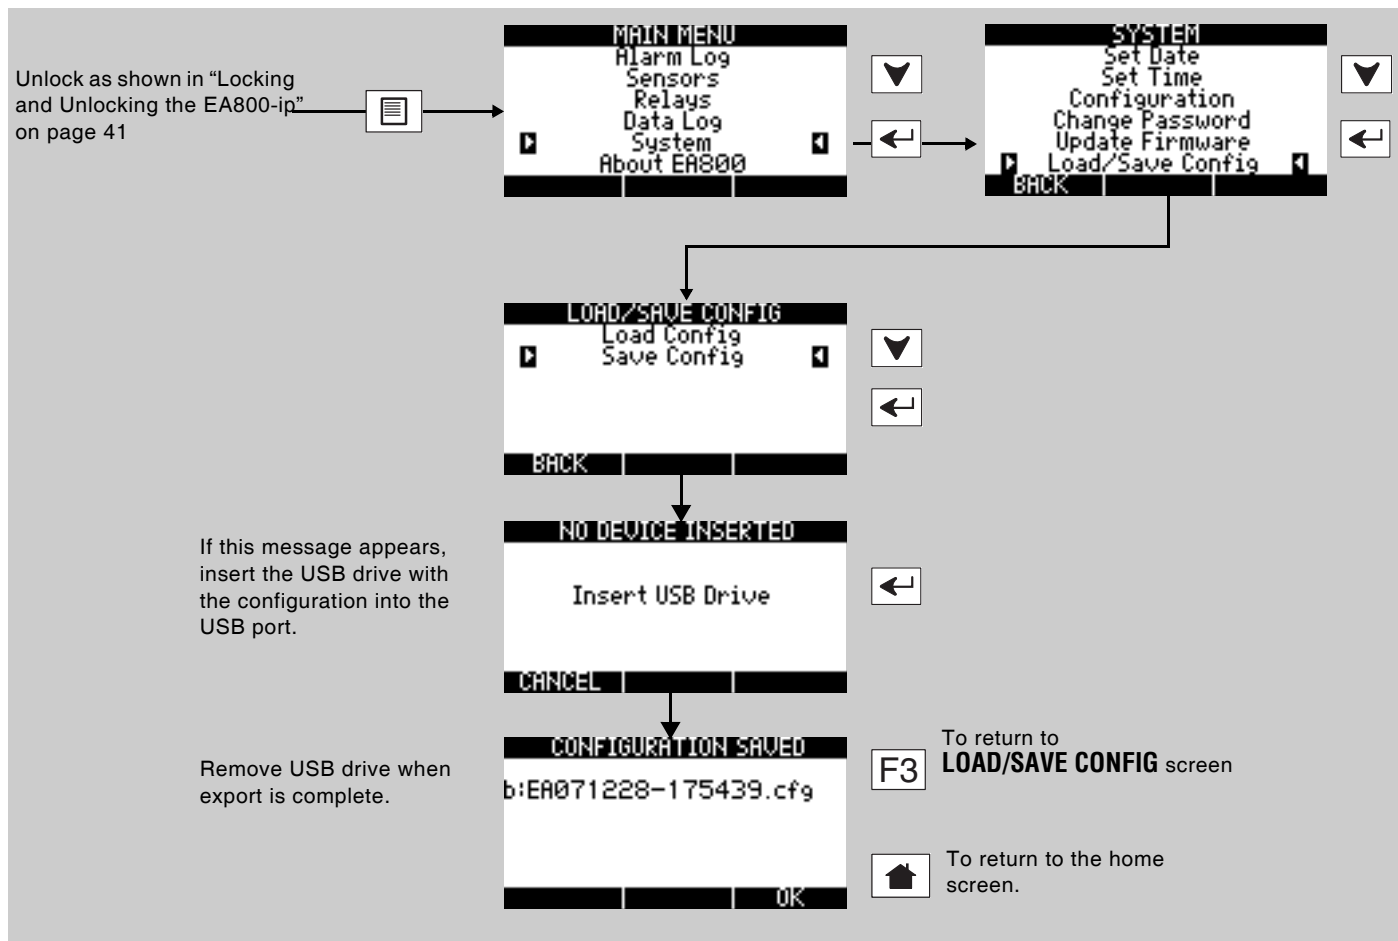 Unlock as shown in “Locking
and Unlocking the EA800-ip”
on page 41
MAIN MENU
Alarm Log
Sensors
Relays
Data Log
System
About EA800
SYSTEM
Set Date
Set Time
Configuration
Change Password
Update Firmware
Load/Save Config
BACK
LOAD/SAVE CONFIG
Load Config
Save Config
BACK
If this message appears,
insert the USB drive with
the configuration into the
USB port.
NO DEVICE INSERTED
Insert USB Drive
CANCEL
Remove USB drive when
export is complete.
CONFIGURATION SAVED
b:EA071228-175439.cfg
OK
F3
To return to
LOAD/SAVE CONFIG screen
To return to the home
screen.